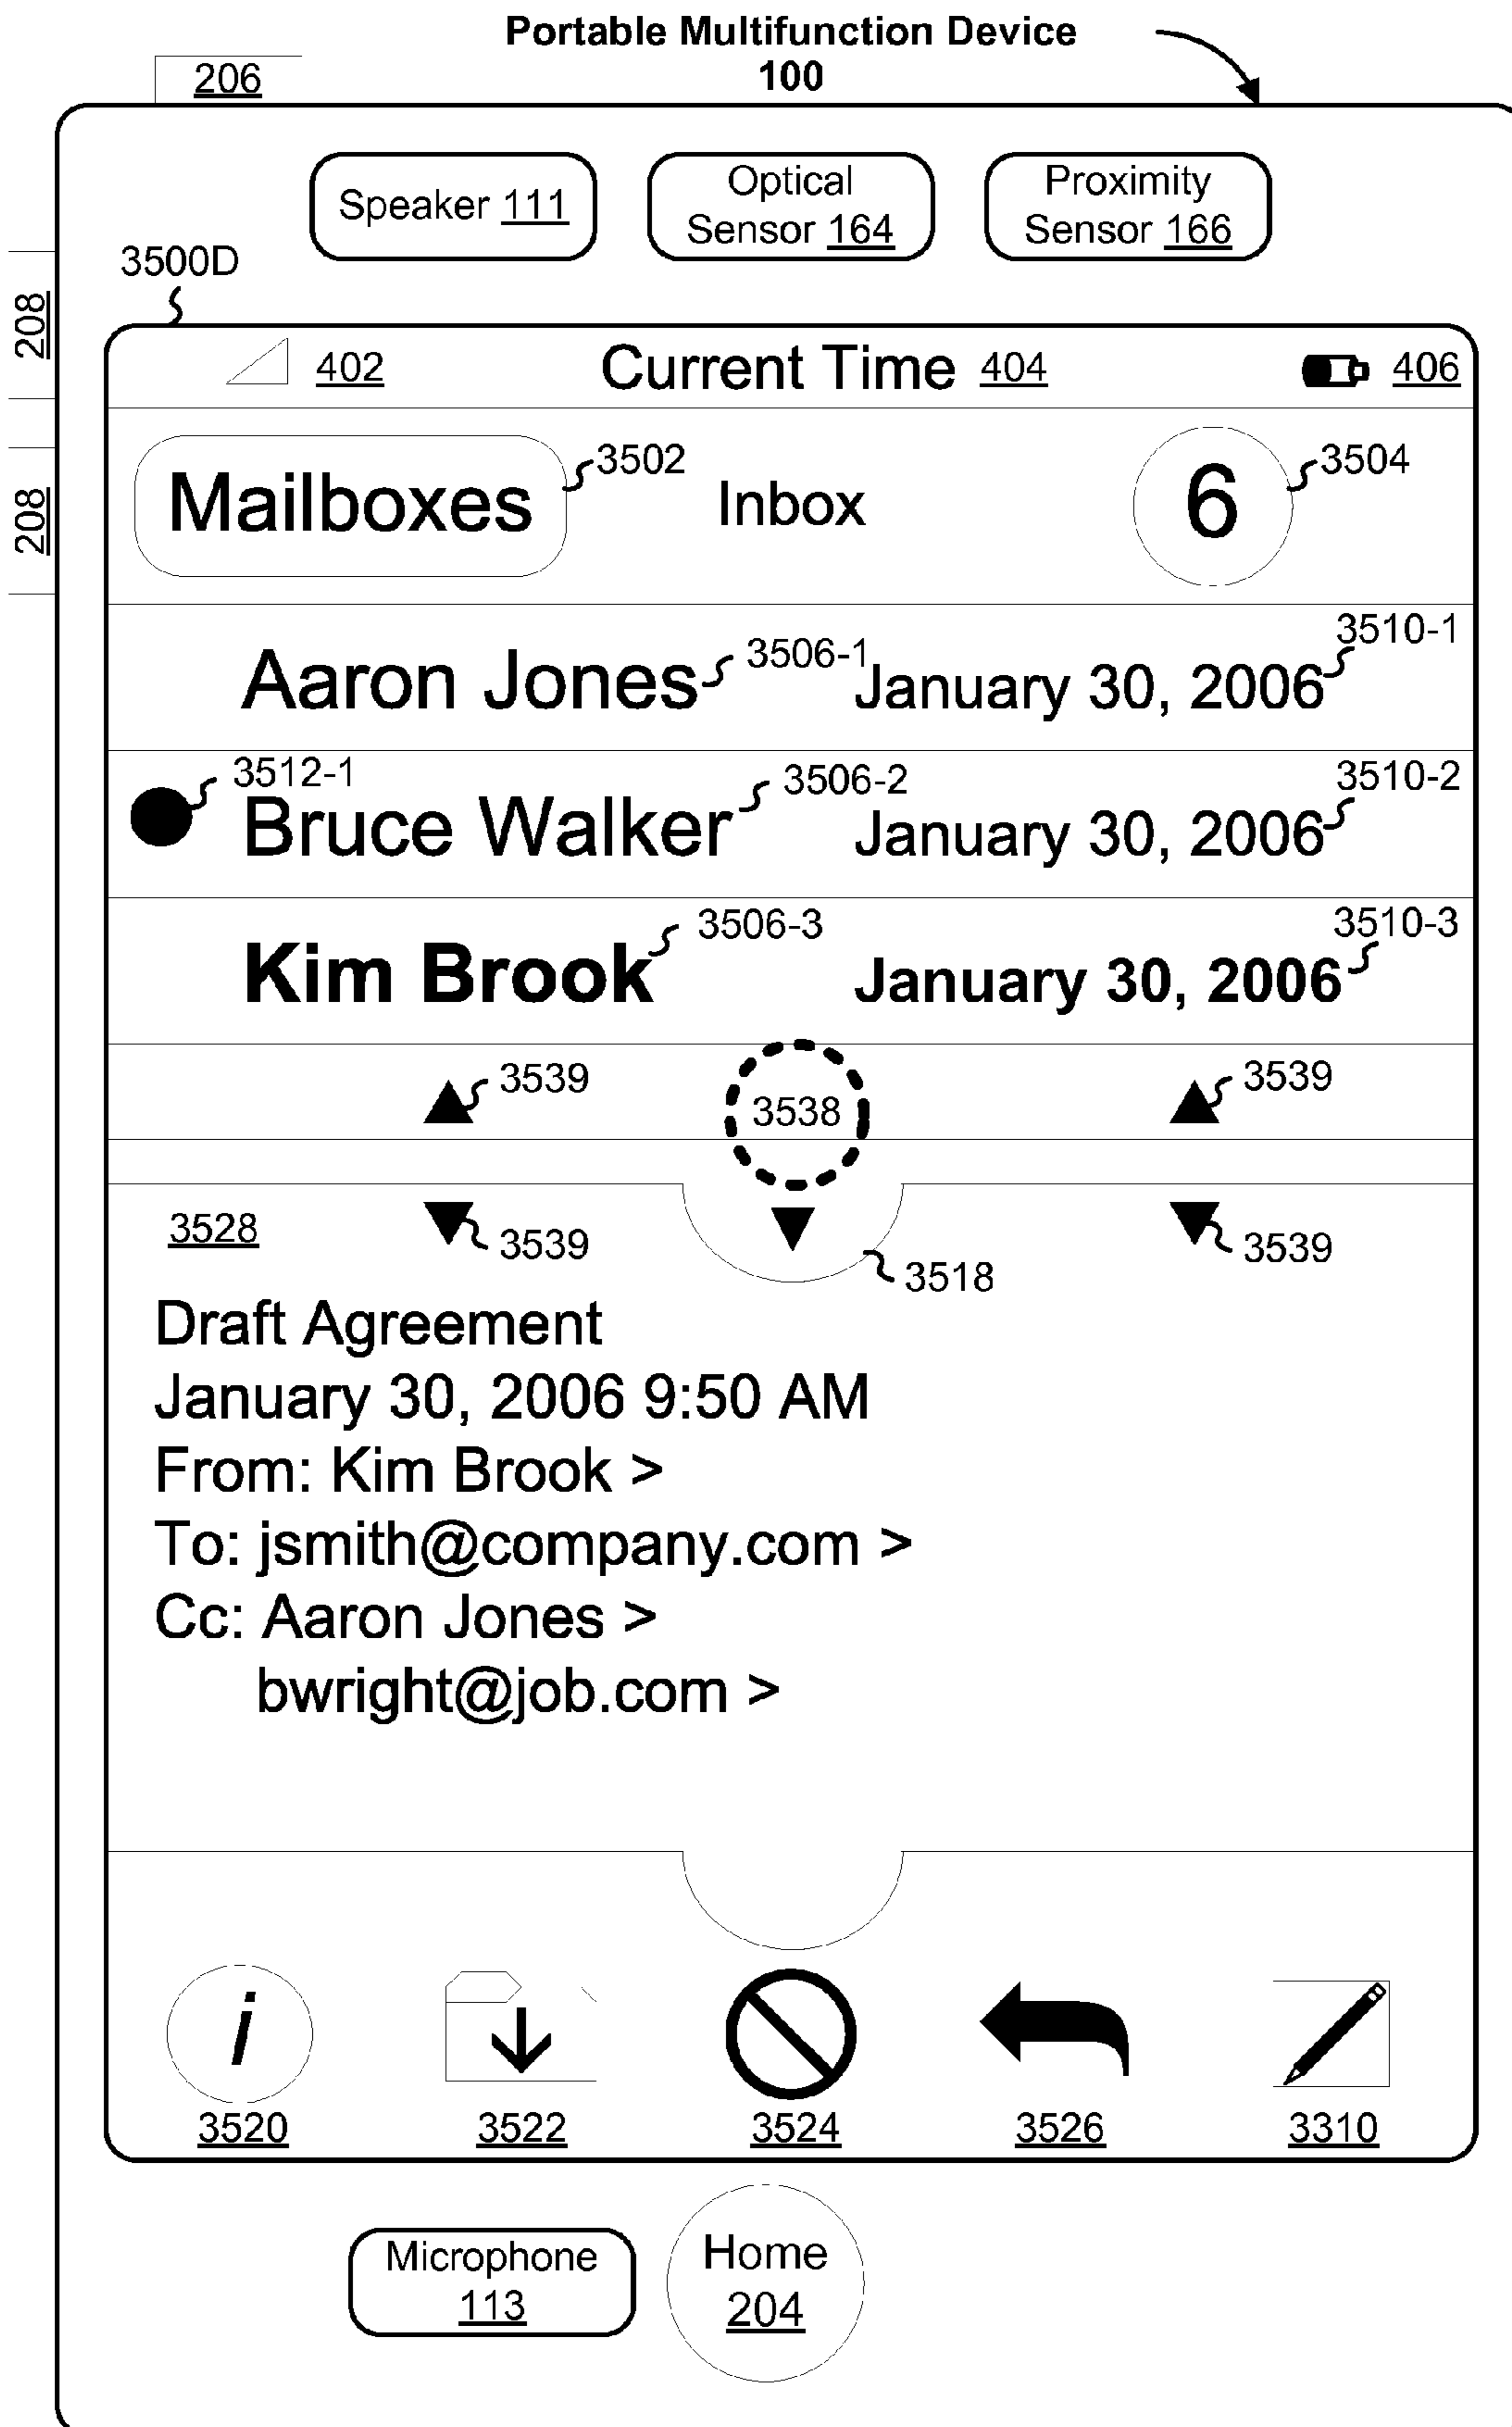 Portable Multifunction Device
100
206
Speaker 111
Optical
Sensor 164
Proximity
Sensor 166
3500D
208
208
402 Current Time 404 406
Mailboxes 3502 Inbox 6 3504
Aaron Jones 3506-1 January 30, 2006 3510-1
3512-1 Bruce Walker 3506-2 January 30, 2006 3510-2
Kim Brook 3506-3 January 30, 2006 3510-3
3539 3538 3539
3528 3539 3518 3539
Draft Agreement
January 30, 2006 9:50 AM
From: Kim Brook >
To: jsmith@company.com >
Cc: Aaron Jones >
bwright@job.com >
i
3520 3522 3524 3526 3310
Microphone
113
Home
204